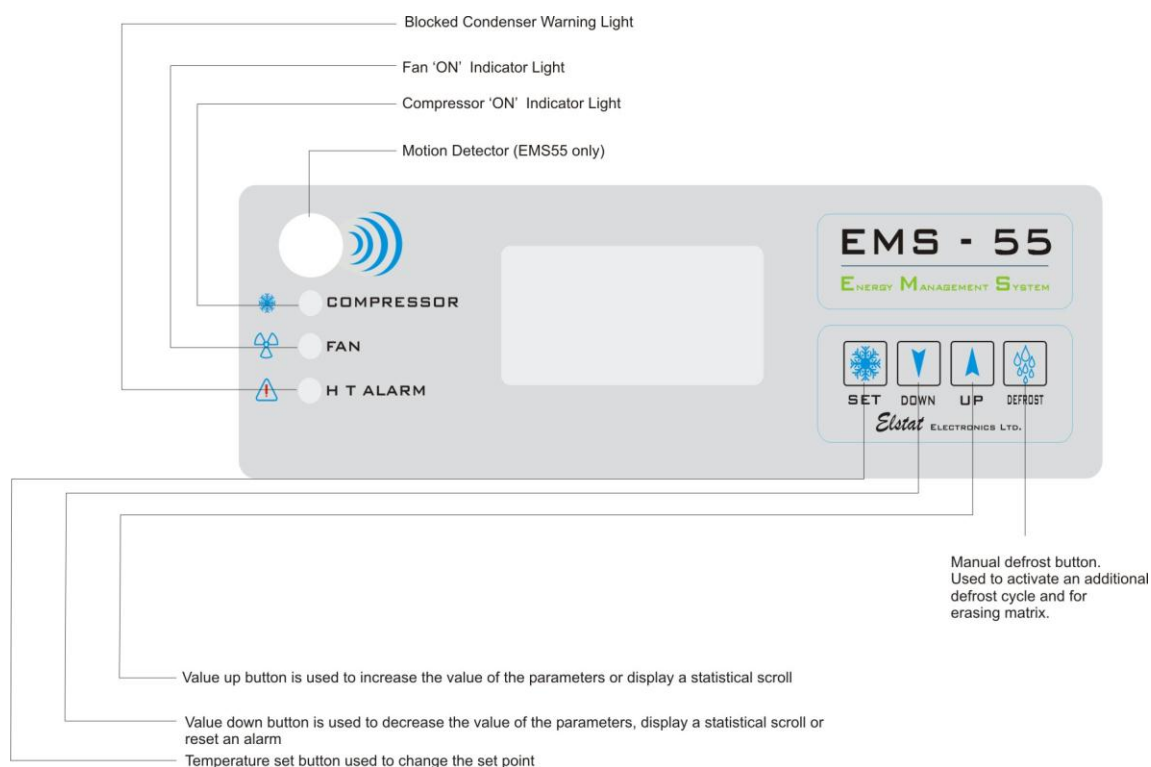 Blocked Condenser Warning Light
Fan ‘ON’ Indicator Light
Compressor ‘ON’ Indicator Light
Motion Detector (EMS55 only)
EMS - 55
ENERGY MANAGEMENT SYSTEM
COMPRESSOR
FAN
H T ALARM
SET DOWN UP DEFROST
Elstat ELECTRONICS LTD.
Manual defrost button.
Used to activate an additional
defrost cycle and for
erasing matrix.
Value up button is used to increase the value of the parameters or display a statistical scroll
Value down button is used to decrease the value of the parameters, display a statistical scroll or
reset an alarm
Temperature set button used to change the set point